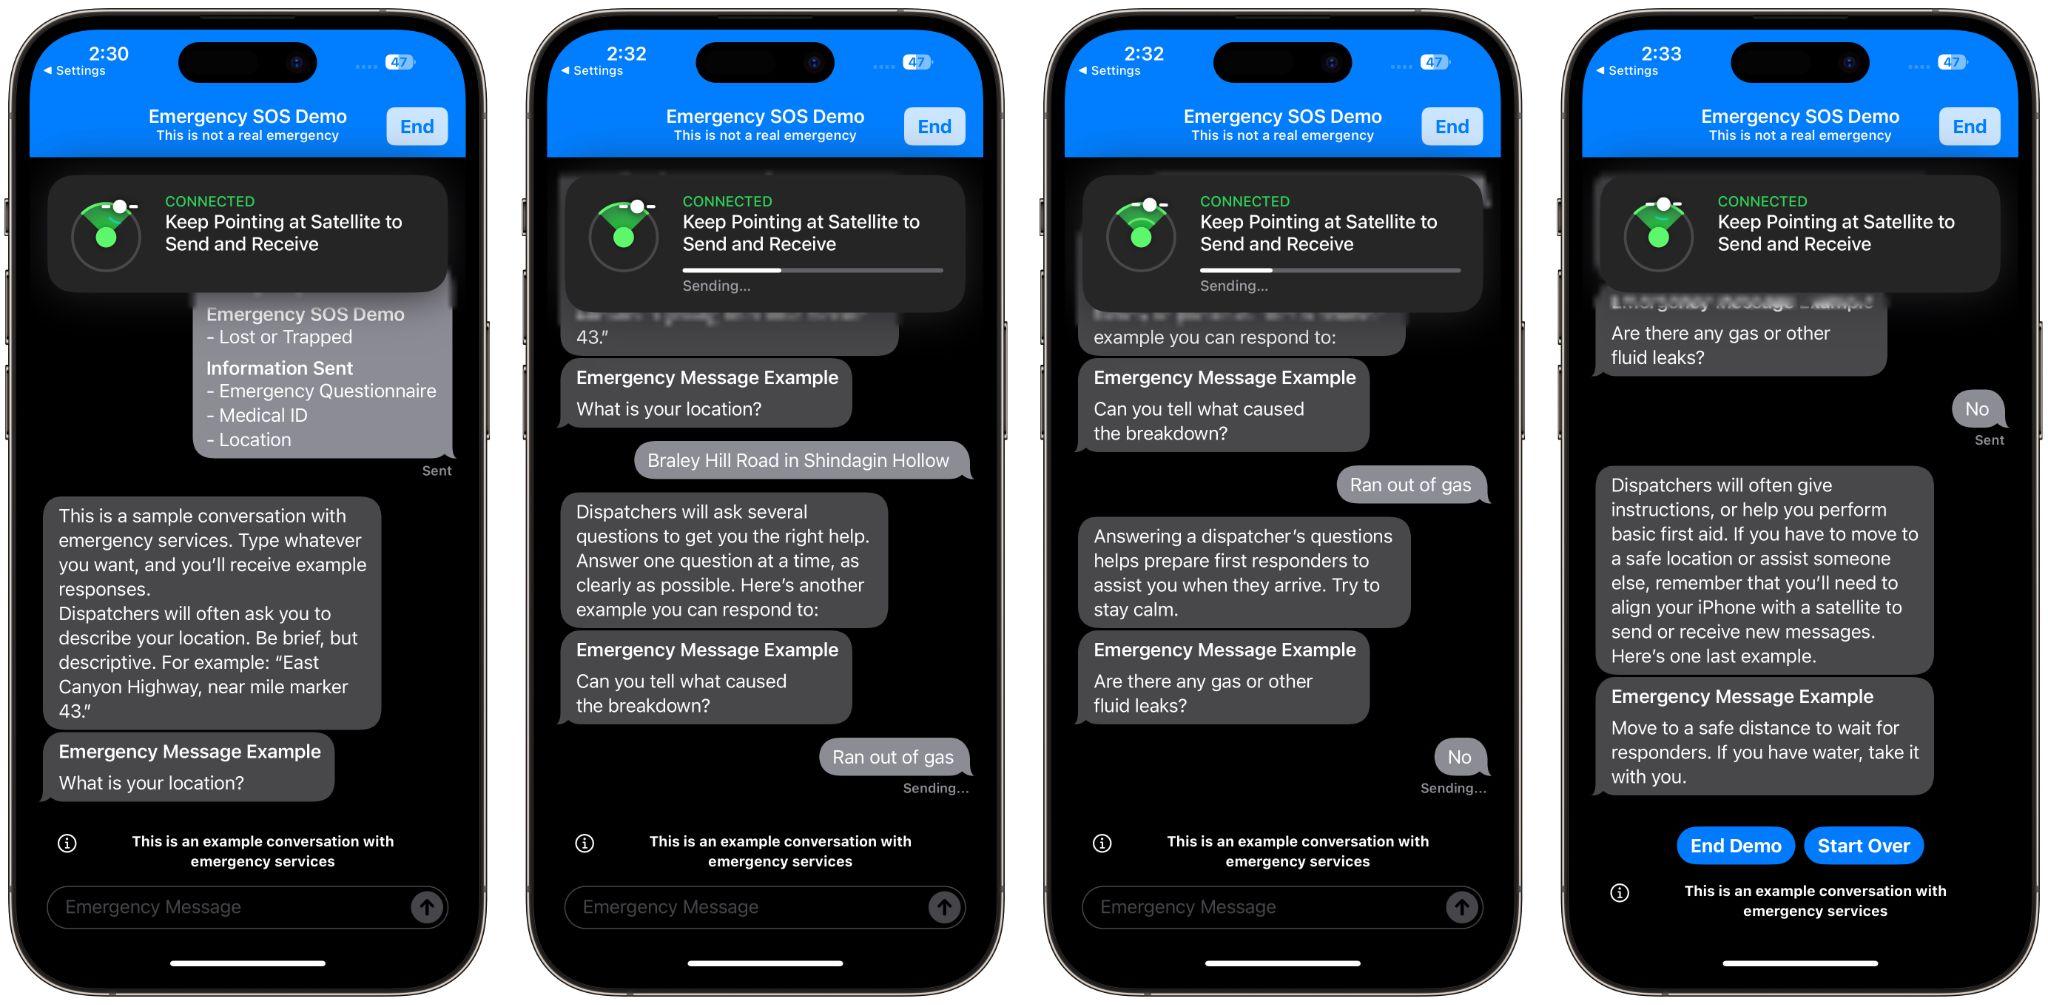 2:30
◀ Settings
47
Emergency SOS Demo
This is not a real emergency
End
CONNECTED
Keep Pointing at Satellite to
Send and Receive
Emergency SOS Demo
- Lost or Trapped
Information Sent
- Emergency Questionnaire
- Medical ID
- Location
Sent
This is a sample conversation with
emergency services. Type whatever
you want, and you’ll receive example
responses.
Dispatchers will often ask you to
describe your location. Be brief, but
descriptive. For example: “East
Canyon Highway, near mile marker
43.”
Emergency Message Example
What is your location?
This is an example conversation with
emergency services
Emergency Message
2:32
◀ Settings
47
Emergency SOS Demo
This is not a real emergency
End
CONNECTED
Keep Pointing at Satellite to
Send and Receive
Sending...
43.”
Emergency Message Example
What is your location?
Braley Hill Road in Shindagin Hollow
Dispatchers will ask several
questions to get you the right help.
Answer one question at a time, as
clearly as possible. Here’s another
example you can respond to:
Emergency Message Example
Can you tell what caused
the breakdown?
Ran out of gas
Sending...
This is an example conversation with
emergency services
Emergency Message
2:32
◀ Settings
47
Emergency SOS Demo
This is not a real emergency
End
CONNECTED
Keep Pointing at Satellite to
Send and Receive
Sending...
example you can respond to:
Emergency Message Example
Can you tell what caused
the breakdown?
Ran out of gas
Answering a dispatcher’s questions
helps prepare first responders to
assist you when they arrive. Try to
stay calm.
Emergency Message Example
Are there any gas or other
fluid leaks?
No
Sending...
This is an example conversation with
emergency services
Emergency Message
2:33
◀ Settings
47
Emergency SOS Demo
This is not a real emergency
End
CONNECTED
Keep Pointing at Satellite to
Send and Receive
Emergency Message Example
Are there any gas or other
fluid leaks?
No
Sent
Dispatchers will often give
instructions, or help you perform
basic first aid. If you have to move to
a safe location or assist someone
else, remember that you’ll need to
align your iPhone with a satellite to
send or receive new messages.
Here’s one last example.
Emergency Message Example
Move to a safe distance to wait for
responders. If you have water, take it
with you.
End Demo
Start Over
This is an example conversation with
emergency services